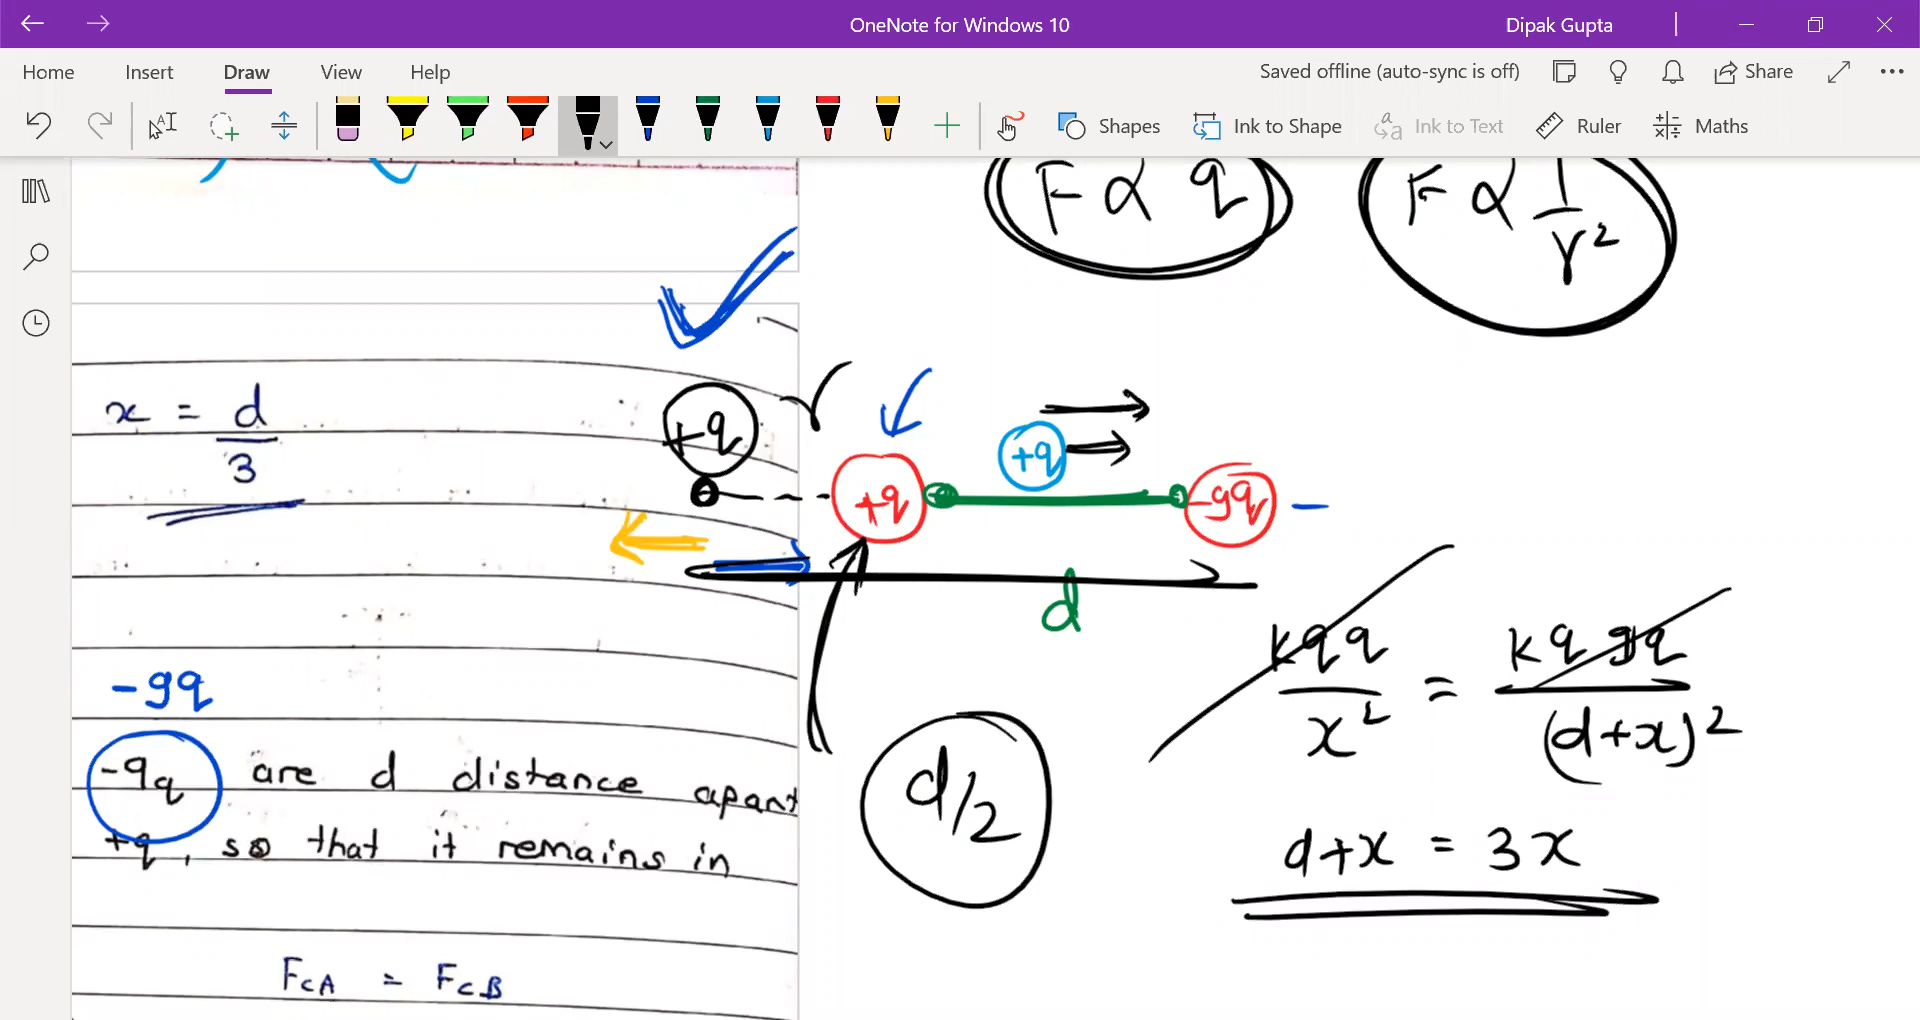 OneNote for Windows 10
Dipak Gupta
Home Insert Draw View Help
Saved offline (auto-sync is off)
Share
Shapes
Ink to Shape
Ink to Text
Ruler
Maths
F ∝ q
F ∝ 1/r²
x = d/3
+q
+q
+q
-9q
d
kqq/x² = kq9q/(d+x)²
-9q
-9q are d distance apart
+q, so that it remains in
d/2
d+x = 3x
FCA = FCB